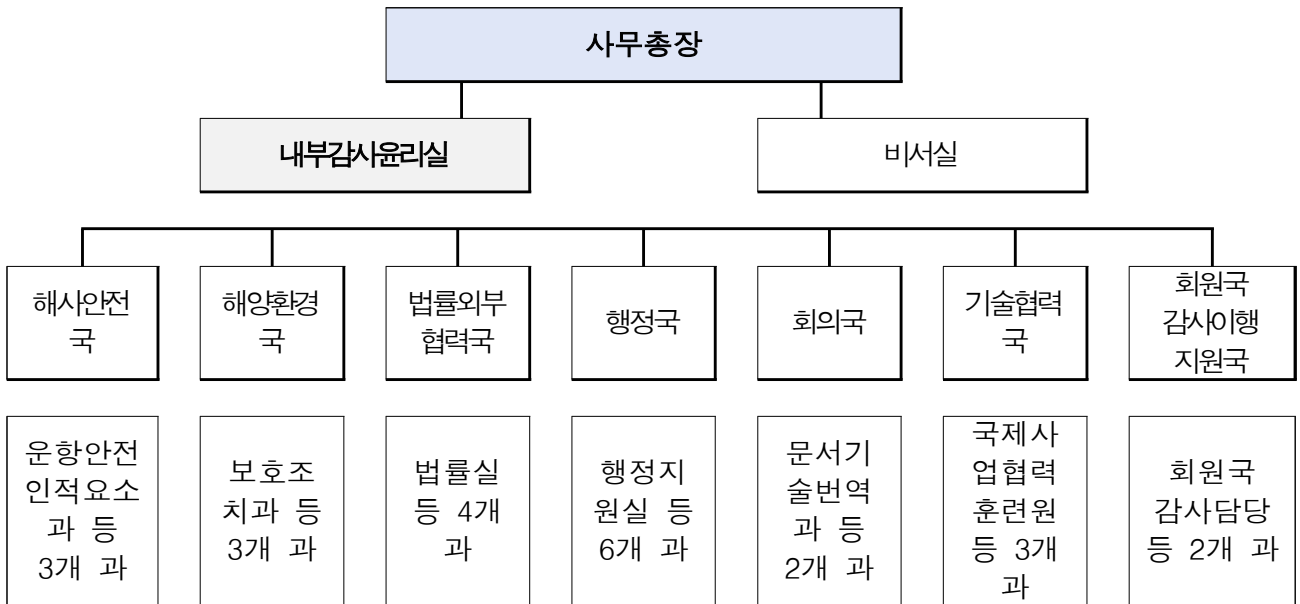 사무총장
내부감사윤리실
비서실
해사안전
국
해양환경
국
법률외부
협력국
행정국
회의국
기술협력
국
회원국
감사이행
지원국
운항안전
인적요소
과 등
3개 과
보호조
치과 등
3개 과
법률실
등 4개
과
행정지
원실 등
6개 과
문서기
술번역
과 등
2개 과
국제사
업협력
훈련원
등 3개
과
회원국
감사담당
등 2개 과